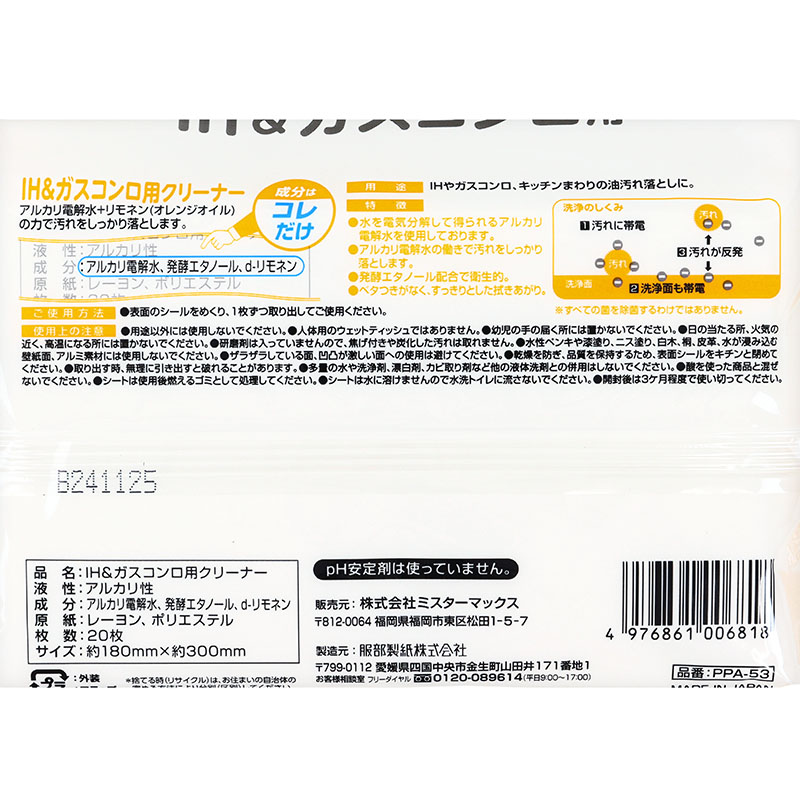 IH&ガスコンロ用
IH&ガスコンロ用クリーナー
アルカリ電解水+リモネン(オレンジオイル)
の力で汚れをしっかり落とします。
成分は
コレ
だけ
液 性:アルカリ性
成 分:アルカリ電解水、発酵エタノール、d-リモネン
原 紙:レーヨン、ポリエステル
枚 数:20枚
用途 IHやガスコンロ、キッチンまわりの油汚れ落としに。
特徴
●水を電気分解して得られるアルカリ
電解水を使用しております。
●アルカリ電解水の働きで汚れをしっかり
落とします。
●発酵エタノール配合で衛生的。
●ベタつきがなく、すっきりとした拭きあがり。
洗浄のしくみ
1汚れに帯電
汚れ
汚れ
3汚れが反発
洗浄面
2洗浄面も帯電
※すべての菌を除菌するわけではありません。
ご使用方法 ●表面のシールをめくり、1枚ずつ取り出してご使用ください。
使用上の注意 ●用途以外には使用しないでください。●人体用のウェットティッシュではありません。●幼児の手の届く所には置かないでください。●日の当たる所、火気の
近く、高温になる所には置かないでください。●研磨剤は入っていませんので、焦げ付きや炭化した汚れは取れません。●水性ペンキや漆塗り、ニス塗り、白木、桐、皮革、水が浸み込む
壁紙面、アルミ素材には使用しないでください。●ザラザラしている面、凹凸が激しい面への使用は避けてください。●乾燥を防ぎ、品質を保持するため、表面シールをキチンと閉めて
ください。●取り出す時、無理に引き出すと破れることがあります。●多量の水や洗浄剤、漂白剤、カビ取り剤など他の液体洗剤との併用はしないでください。●酸を使った商品と混ぜ
ないでください。●シートは使用後燃えるゴミとして処理してください。●シートは水に溶けませんので水洗トイレに流さないでください。●開封後は3ケ月程度で使い切ってください。
B241125
品 名:IH&ガスコンロ用クリーナー
液 性:アルカリ性
成 分:アルカリ電解水、発酵エタノール、d-リモネン
原 紙:レーヨン、ポリエステル
枚 数:20枚
サイズ:約180mm×約300mm
pH安定剤は使っていません。
販売元:株式会社ミスターマックス
〒812-0064 福岡県福岡市東区松田1-5-7
製造元:服部製紙株式会社
〒799-0112 愛媛県四国中央市金生町山田井171番地1
お客様相談室 フリーダイヤル 0120-089614(平日9:00~17:00)
4 976861 006818
品番:PPA-53
MADE IN JAPAN
プラ
:外装
*捨てる時(リサイクル)は、お住まいの自治体の